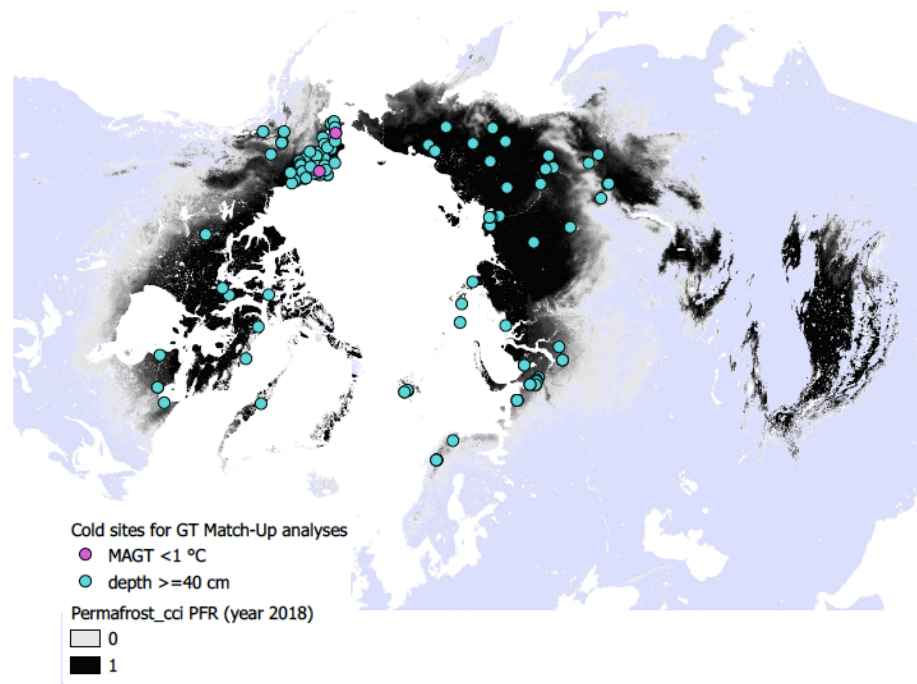 Cold sites for GT Match-Up analyses
MAGT <1 °C
depth >=40 cm
Permafrost_cci PFR (year 2018)
0
1